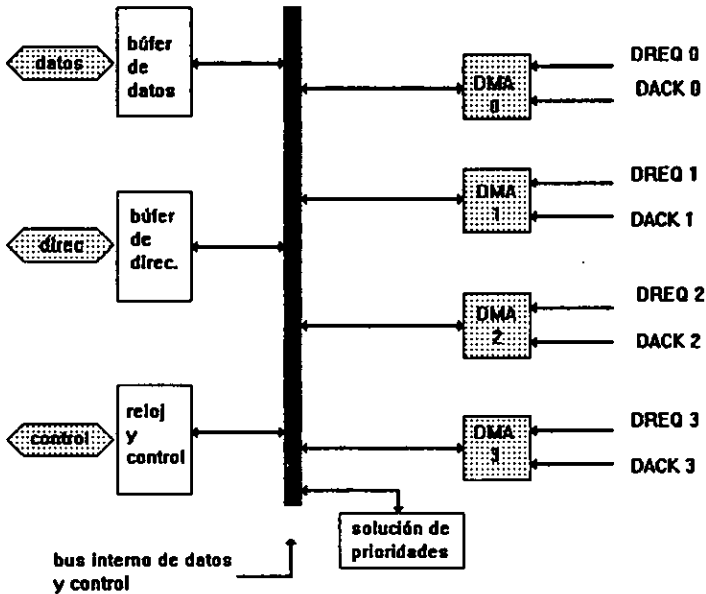 datos
búfer
de
datos
DMA
0
DREQ 0
DACK 0
direc
búfer
de
direc.
DMA
1
DREQ 1
DACK 1
DMA
2
DREQ 2
DACK 2
control
reloj
y
control
DMA
3
DREQ 3
DACK 3
solución de
prioridades
bus interno de datos
y control